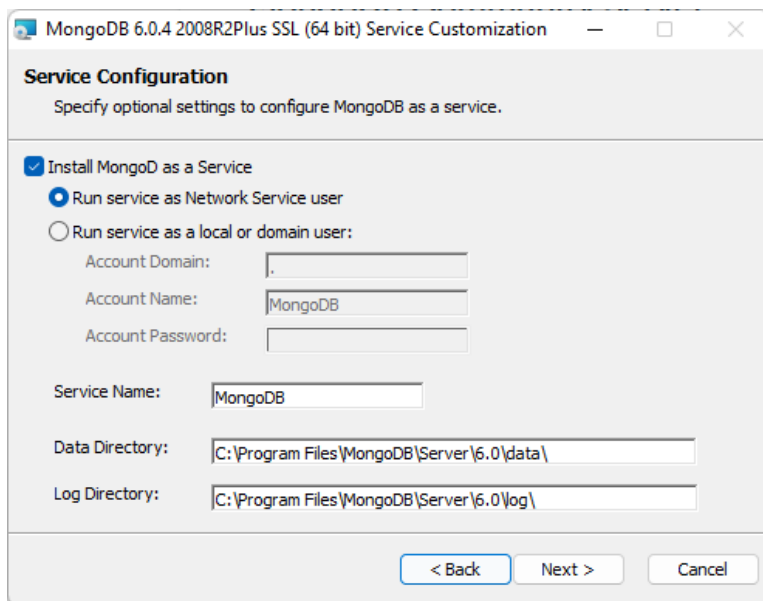 MongoDB 6.0.4 2008R2Plus SSL (64 bit) Service Customization
Service Configuration
Specify optional settings to configure MongoDB as a service.
Install MongoD as a Service
Run service as Network Service user
Run service as a local or domain user:
Account Domain: .
Account Name: MongoDB
Account Password:
Service Name: MongoDB
Data Directory: C:\Program Files\MongoDB\Server\6.0\data\
Log Directory: C:\Program Files\MongoDB\Server\6.0\log\
< Back Next > Cancel